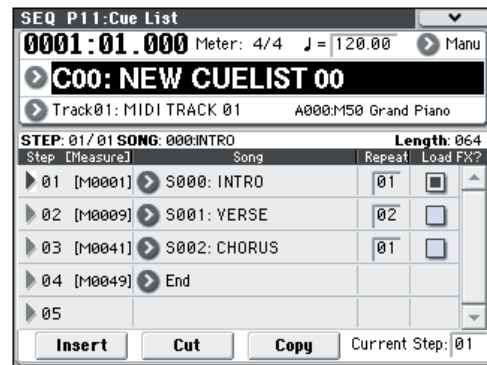 SEQ P11:Cue List
0001:01.000 Meter: 4/4 ♩= 120.00 Manu
C00: NEW CUELIST 00
Track01: MIDI TRACK 01 A000:M50 Grand Piano
STEP: 01/01 SONG: 000:INTRO Length: 064
Step [Measure] Song Repeat Load FX?
01 [M0001] S000: INTRO 01
02 [M0009] S001: VERSE 02
03 [M0041] S002: CHORUS 01
04 [M0049] End
05
Insert Cut Copy Current Step: 01